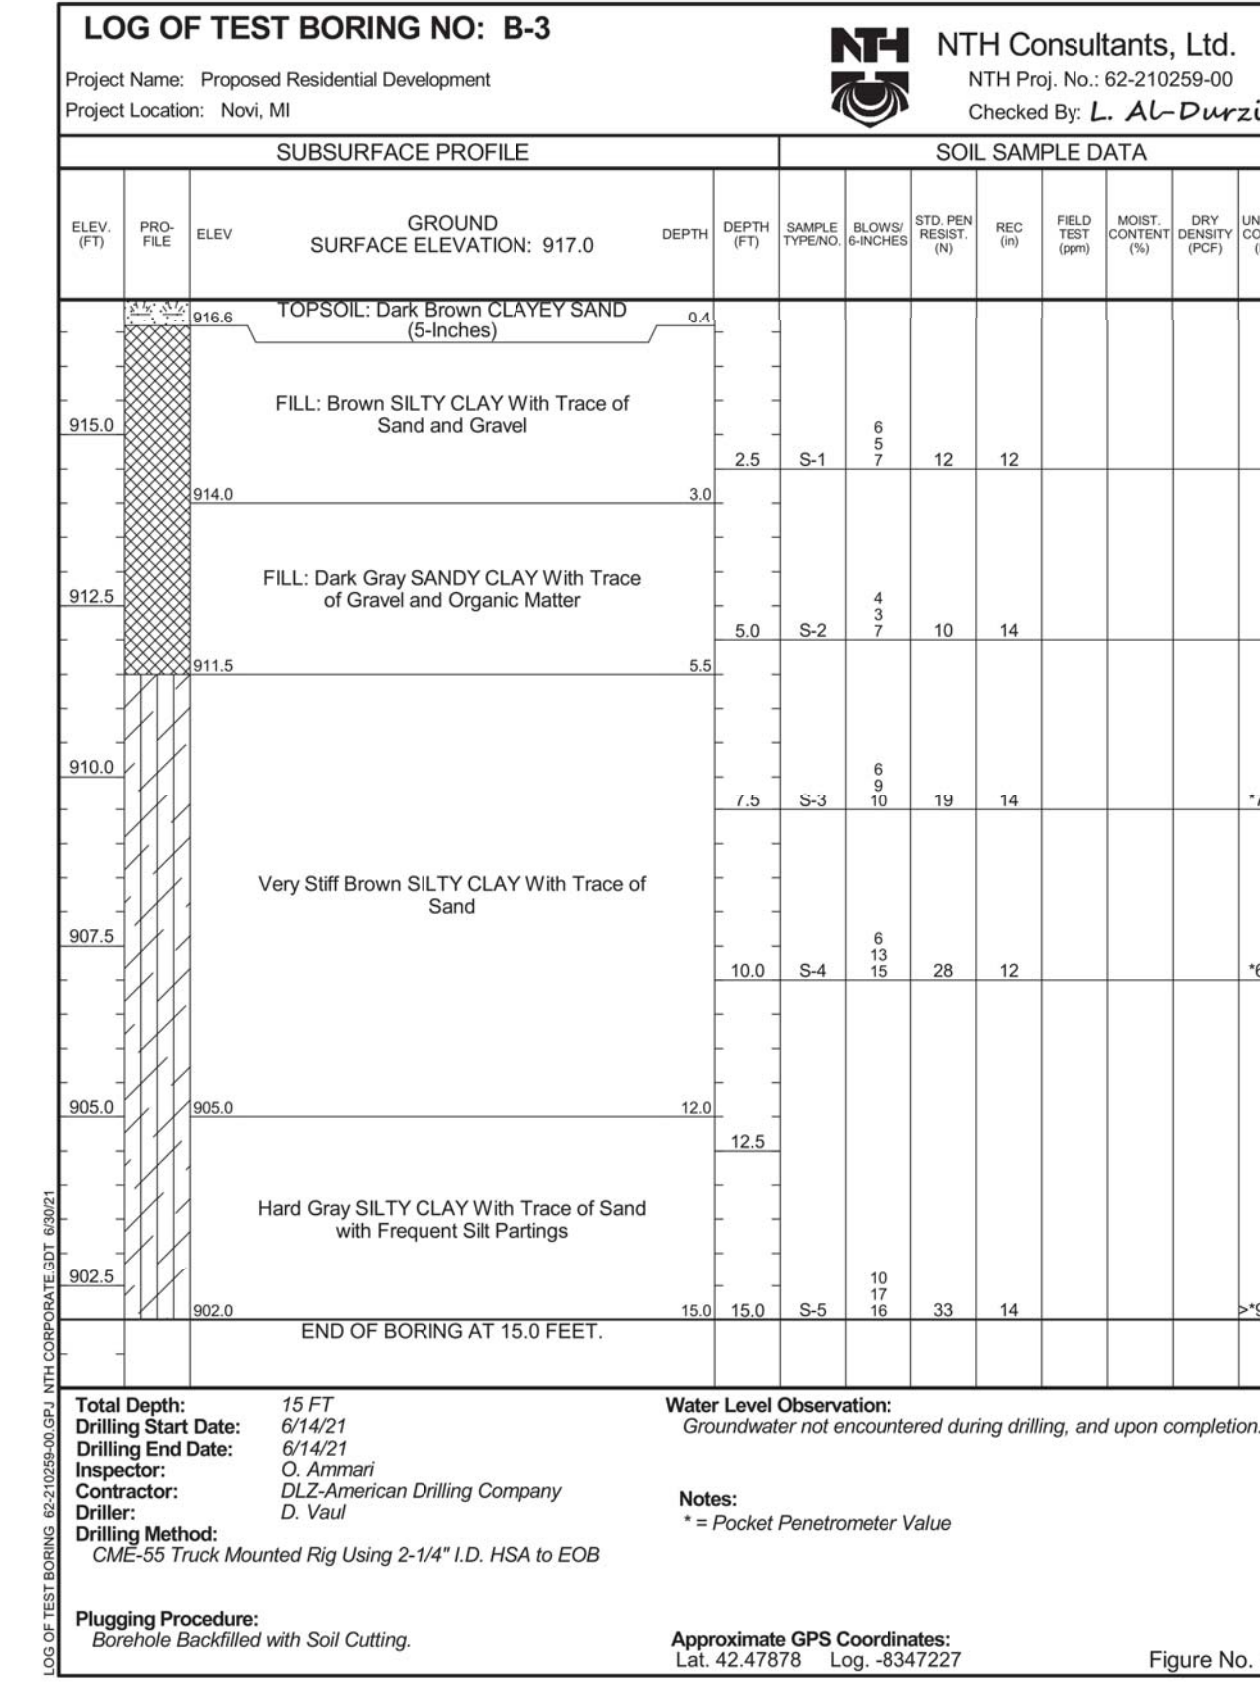 LOG OF TEST BORING NO: B-3
Project Name: Proposed Residential Development
Project Location: Novi, MI
NTH
NTH Consultants, Ltd.
NTH Proj. No.: 62-210259-00
Checked By: L. Al-Durzi
SUBSURFACE PROFILE
SOIL SAMPLE DATA
ELEV. (FT)
PRO- FILE
ELEV
GROUND
SURFACE ELEVATION: 917.0
DEPTH
DEPTH (FT)
SAMPLE TYPE/NO.
BLOWS/ 6-INCHES
STD. PEN RESIST. (N)
REC (in)
FIELD TEST (ppm)
MOIST. CONTENT (%)
DRY DENSITY (PCF)
UN
CO
(
916.6 TOPSOIL: Dark Brown CLAYEY SAND 0.4
(5-Inches)
FILL: Brown SILTY CLAY With Trace of
Sand and Gravel
915.0
6
5
2.5 S-1 7 12 12
914.0 3.0
FILL: Dark Gray SANDY CLAY With Trace
of Gravel and Organic Matter
912.5
4
3
5.0 S-2 7 10 14
911.5 5.5
910.0
6
9
7.5 S-3 10 19 14
Very Stiff Brown SILTY CLAY With Trace of
Sand
907.5
6
13
10.0 S-4 15 28 12 *6
905.0 905.0 12.0
12.5
Hard Gray SILTY CLAY With Trace of Sand
with Frequent Silt Partings
902.5
10
17
902.0 15.0 15.0 S-5 16 33 14 >*9
END OF BORING AT 15.0 FEET.
Total Depth: 15 FT
Drilling Start Date: 6/14/21
Drilling End Date: 6/14/21
Inspector: O. Ammari
Contractor: DLZ-American Drilling Company
Driller: D. Vaul
Drilling Method:
CME-55 Truck Mounted Rig Using 2-1/4" I.D. HSA to EOB
Plugging Procedure:
Borehole Backfilled with Soil Cutting.
Water Level Observation:
Groundwater not encountered during drilling, and upon completion.
Notes:
* = Pocket Penetrometer Value
Approximate GPS Coordinates:
Lat. 42.47878 Log. -8347227
Figure No.
LOG OF TEST BORING 62-210259-00.GPJ NTH CORPORATE.GDT 6/30/21